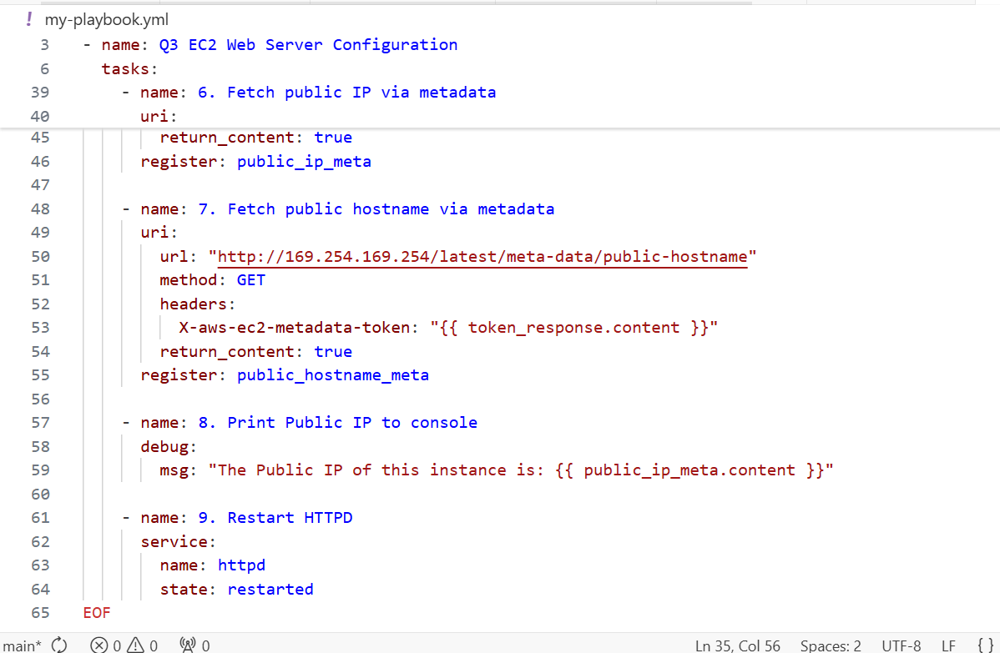 ! my-playbook.yml
3 - name: Q3 EC2 Web Server Configuration
6 tasks:
39 - name: 6. Fetch public IP via metadata
40 uri:
45 return_content: true
46 register: public_ip_meta
47
48 - name: 7. Fetch public hostname via metadata
49 uri:
50 url: "http://169.254.169.254/latest/meta-data/public-hostname"
51 method: GET
52 headers:
53 X-aws-ec2-metadata-token: "{{ token_response.content }}"
54 return_content: true
55 register: public_hostname_meta
56
57 - name: 8. Print Public IP to console
58 debug:
59 msg: "The Public IP of this instance is: {{ public_ip_meta.content }}"
60
61 - name: 9. Restart HTTPD
62 service:
63 name: httpd
64 state: restarted
65 EOF
main* 0 0 0 Ln 35, Col 56 Spaces: 2 UTF-8 LF { }